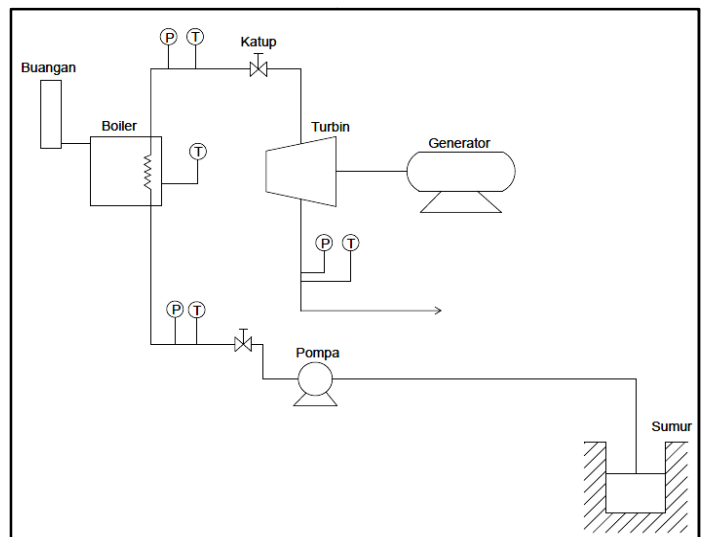 P
T
Katup
Buangan
Boiler
Turbin
Generator
T
P
T
P
T
Pompa
Sumur